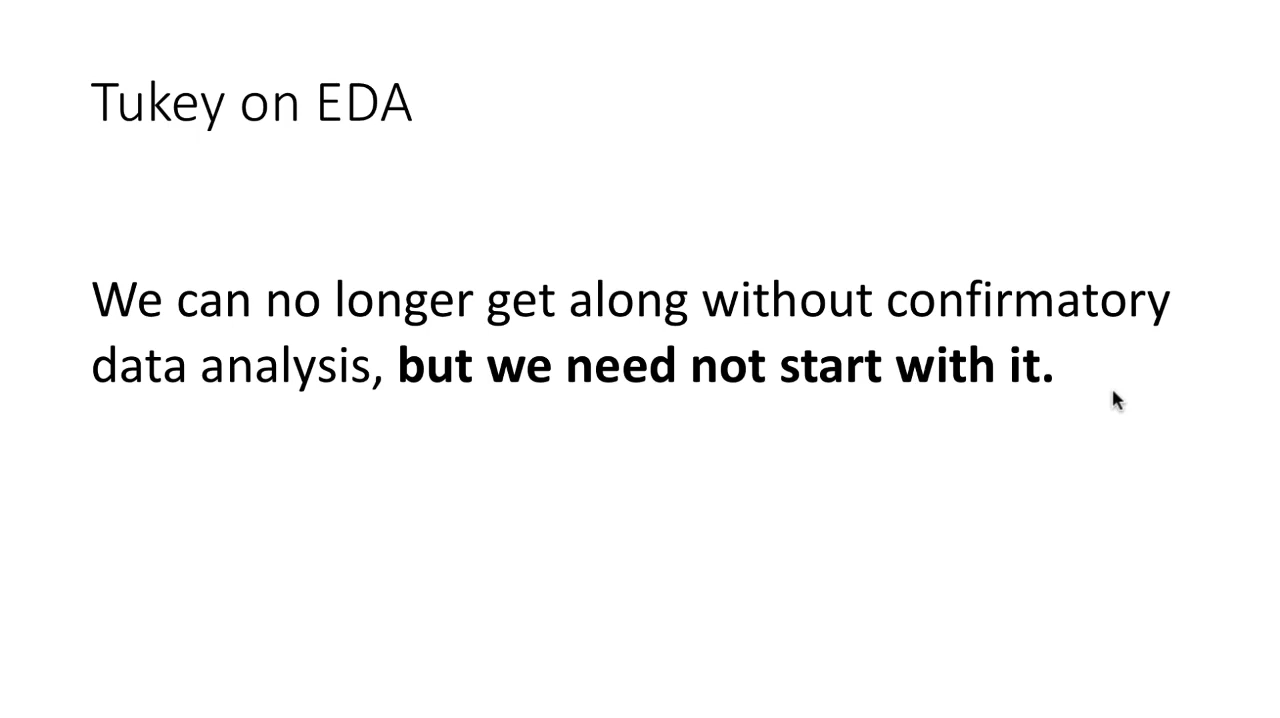 Tukey on EDA
We can no longer get along without confirmatory
data analysis, but we need not start with it.